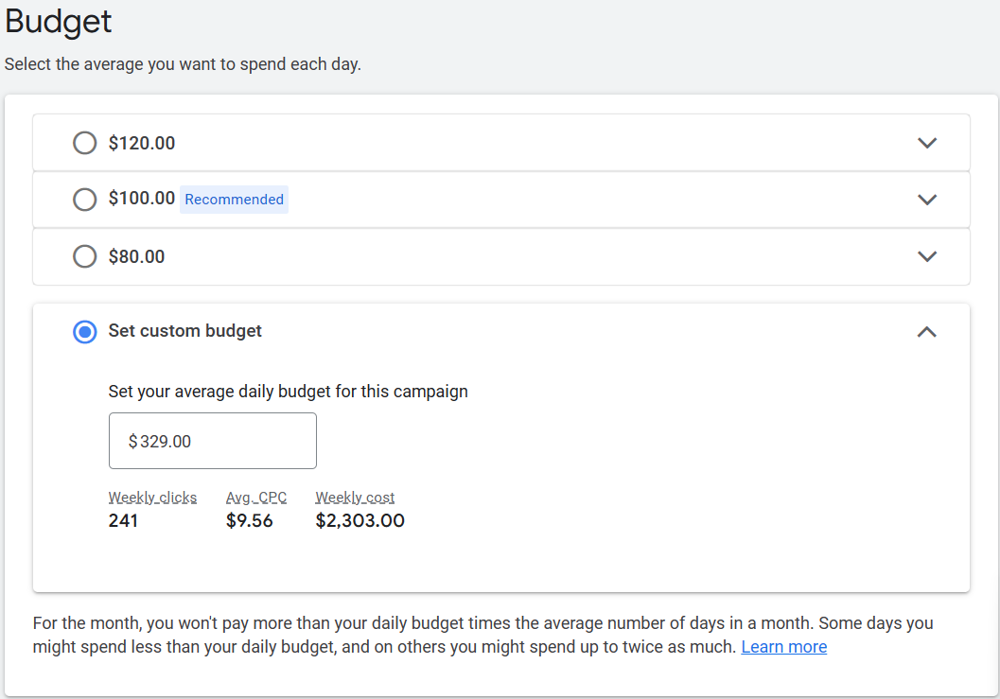 Budget
Select the average you want to spend each day.
$120.00
$100.00 Recommended
$80.00
Set custom budget
Set your average daily budget for this campaign
$ 329.00
Weekly clicks Avg. CPC Weekly cost
241 $9.56 $2,303.00
For the month, you won't pay more than your daily budget times the average number of days in a month. Some days you
might spend less than your daily budget, and on others you might spend up to twice as much. Learn more